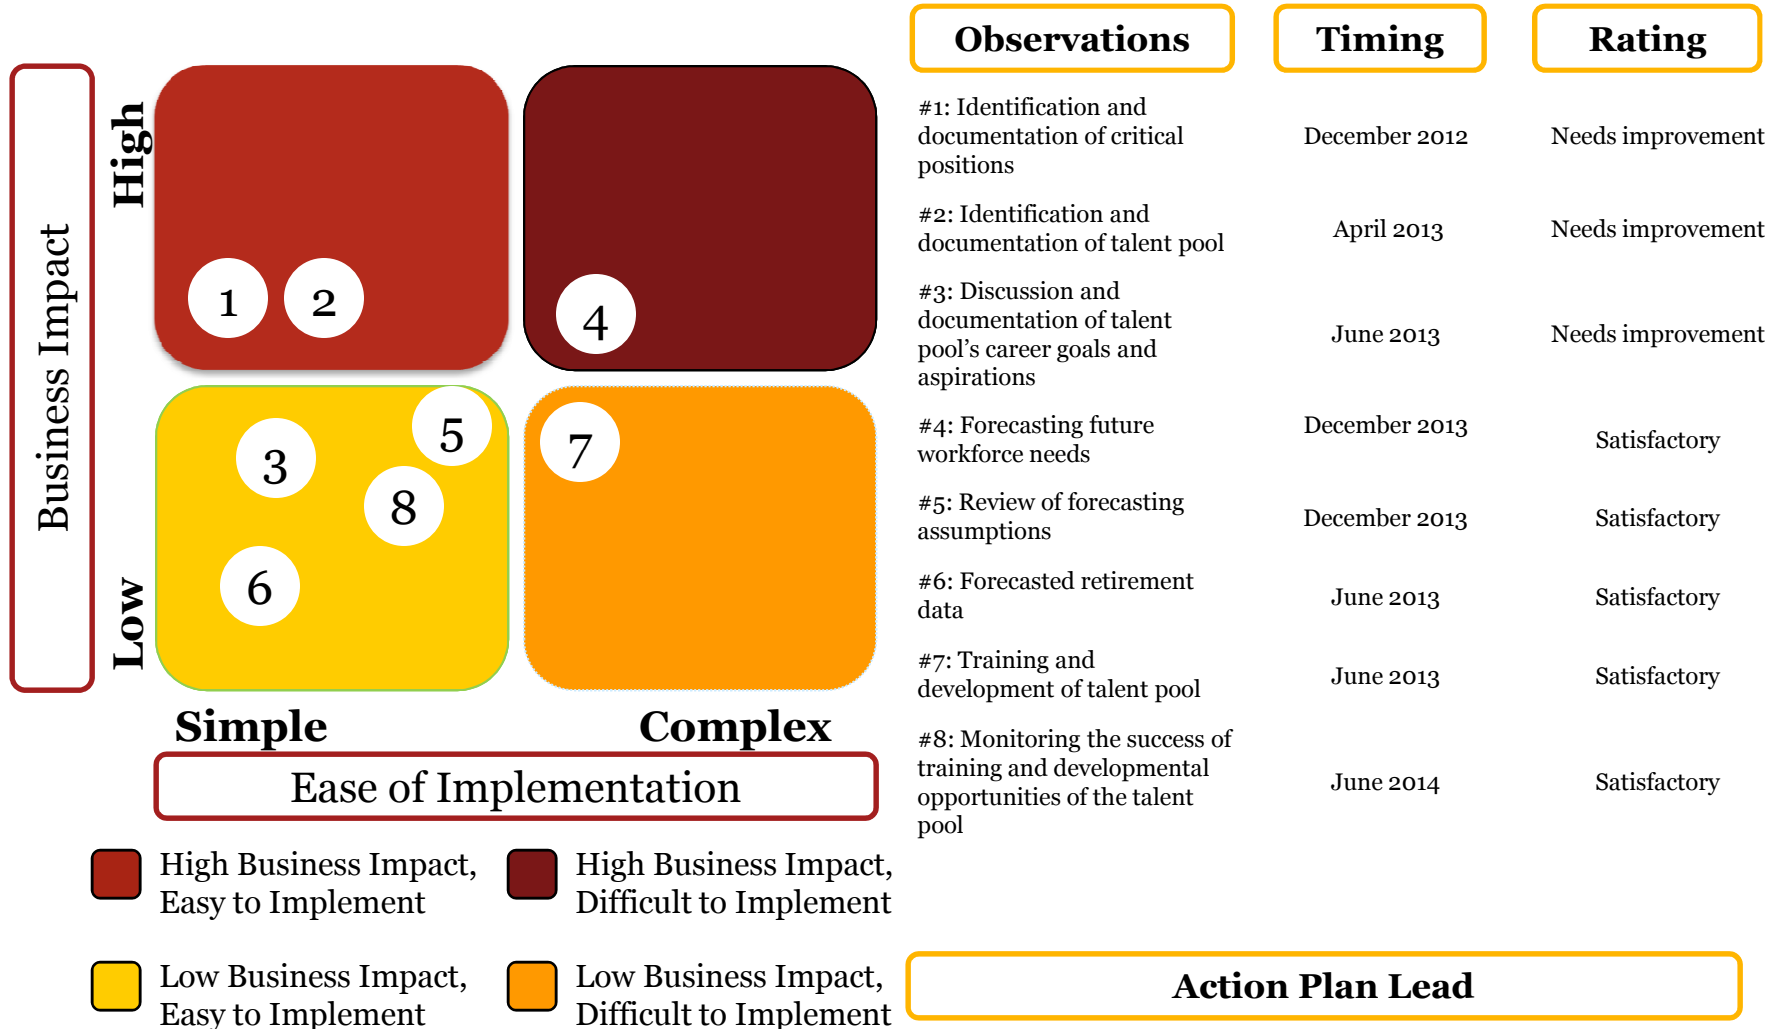 Business Impact
High
Low
1
2
4
3
5
8
6
7
Simple
Complex
Ease of Implementation
High Business Impact,
Easy to Implement
High Business Impact,
Difficult to Implement
Low Business Impact,
Easy to Implement
Low Business Impact,
Difficult to Implement
Observations
Timing
Rating
#1: Identification and
documentation of critical
positions
December 2012
Needs improvement
#2: Identification and
documentation of talent pool
April 2013
Needs improvement
#3: Discussion and
documentation of talent
pool’s career goals and
aspirations
June 2013
Needs improvement
#4: Forecasting future
workforce needs
December 2013
Satisfactory
#5: Review of forecasting
assumptions
December 2013
Satisfactory
#6: Forecasted retirement
data
June 2013
Satisfactory
#7: Training and
development of talent pool
June 2013
Satisfactory
#8: Monitoring the success of
training and developmental
opportunities of the talent
pool
June 2014
Satisfactory
Action Plan Lead